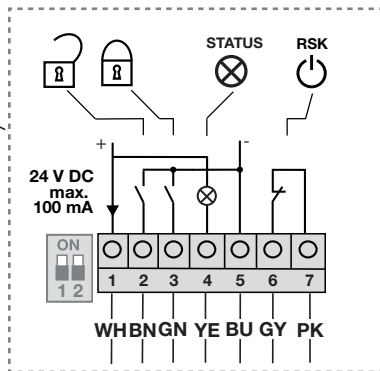 STATUS RSK
+ -
24 V DC
max.
100 mA
ON
1 2
1 2 3 4 5 6 7
WH BN GN YE BU GY PK